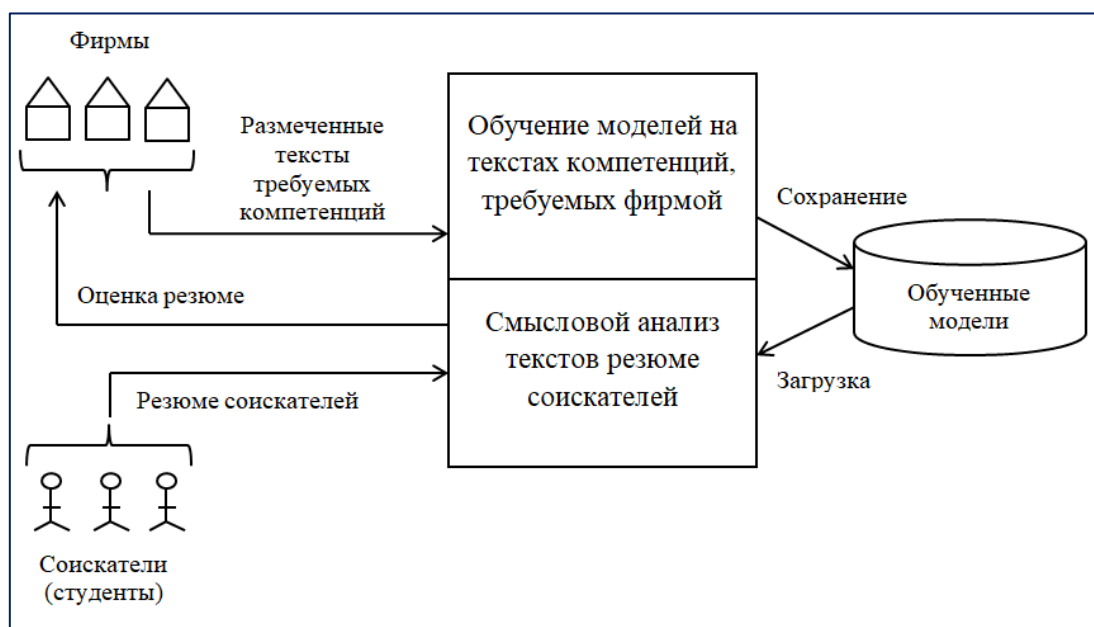 Фирмы
Размеченные
тексты
требуемых
компетенций
Обучение моделей на
текстах компетенций,
требуемых фирмой
Сохранение
Обученные
модели
Оценка резюме
Смысловой анализ
текстов резюме
соискателей
Загрузка
Резюме соискателей
Соискатели
(студенты)